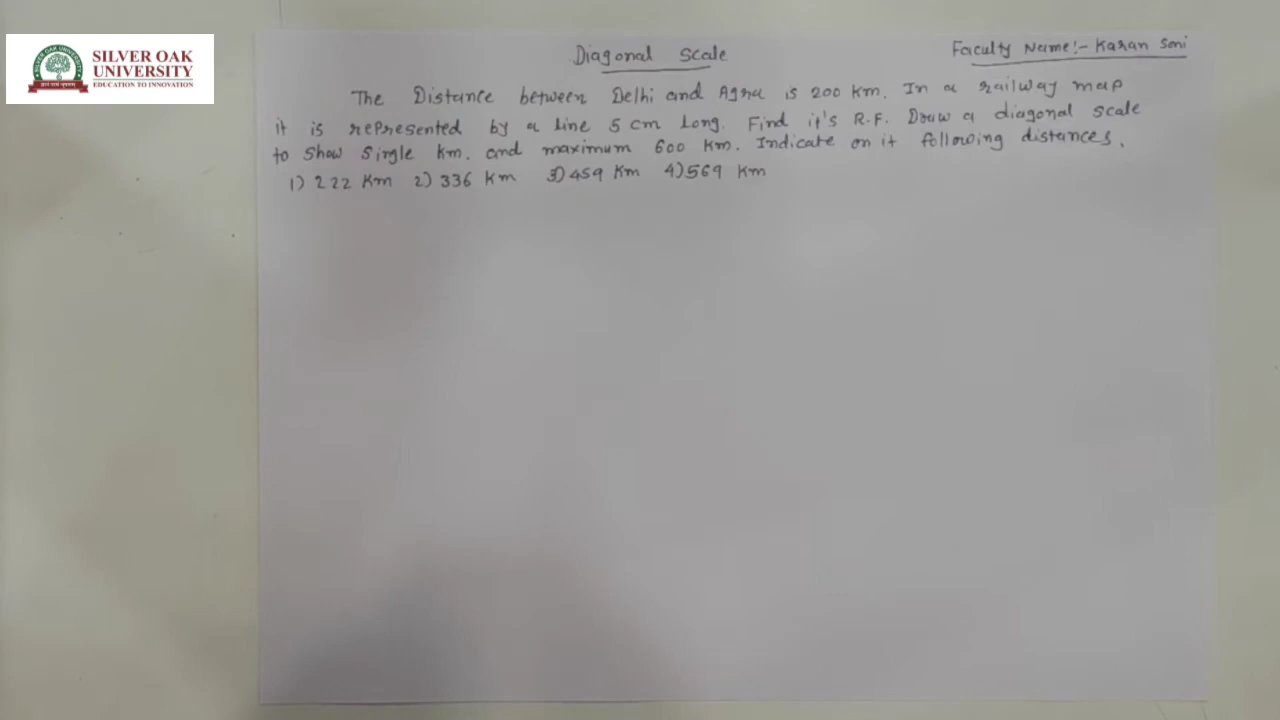 SILVER OAK
UNIVERSITY
EDUCATION TO INNOVATION
Diagonal Scale
Faculty Name:- Karan Soni
The Distance between Delhi and Agra is 200 Km. In a railway map
it is represented by a line 5 cm long. Find it's R.F. Draw a diagonal scale
to show single Km. and maximum 600 Km. Indicate on it following distances.
1) 222 Km 2) 336 Km 3) 459 Km 4) 569 Km